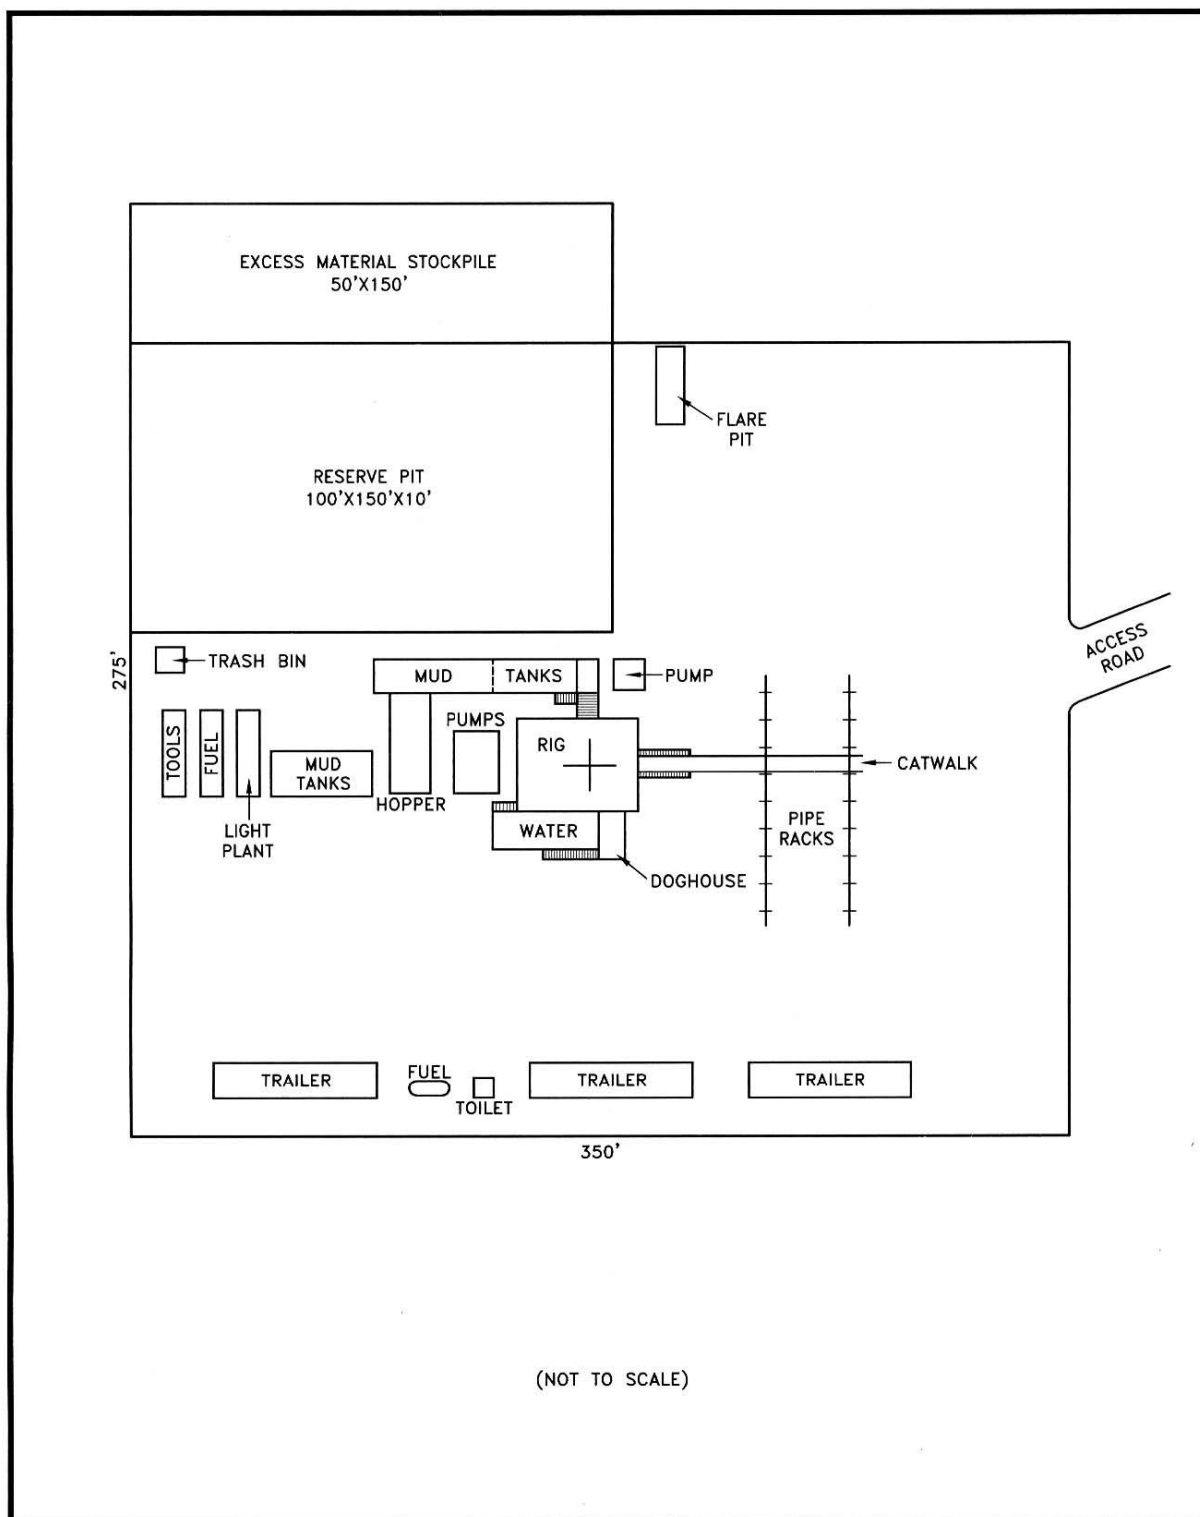 EXCESS MATERIAL STOCKPILE
50'X150'
FLARE
PIT
RESERVE PIT
100'X150'X10'
ACCESS
ROAD
275'
TRASH BIN
MUD
TANKS
PUMP
TOOLS
FUEL
MUD
TANKS
PUMPS
RIG
CATWALK
HOPPER
LIGHT
PLANT
WATER
PIPE
RACKS
DOGHOUSE
TRAILER
FUEL
TOILET
TRAILER
TRAILER
350'
(NOT TO SCALE)